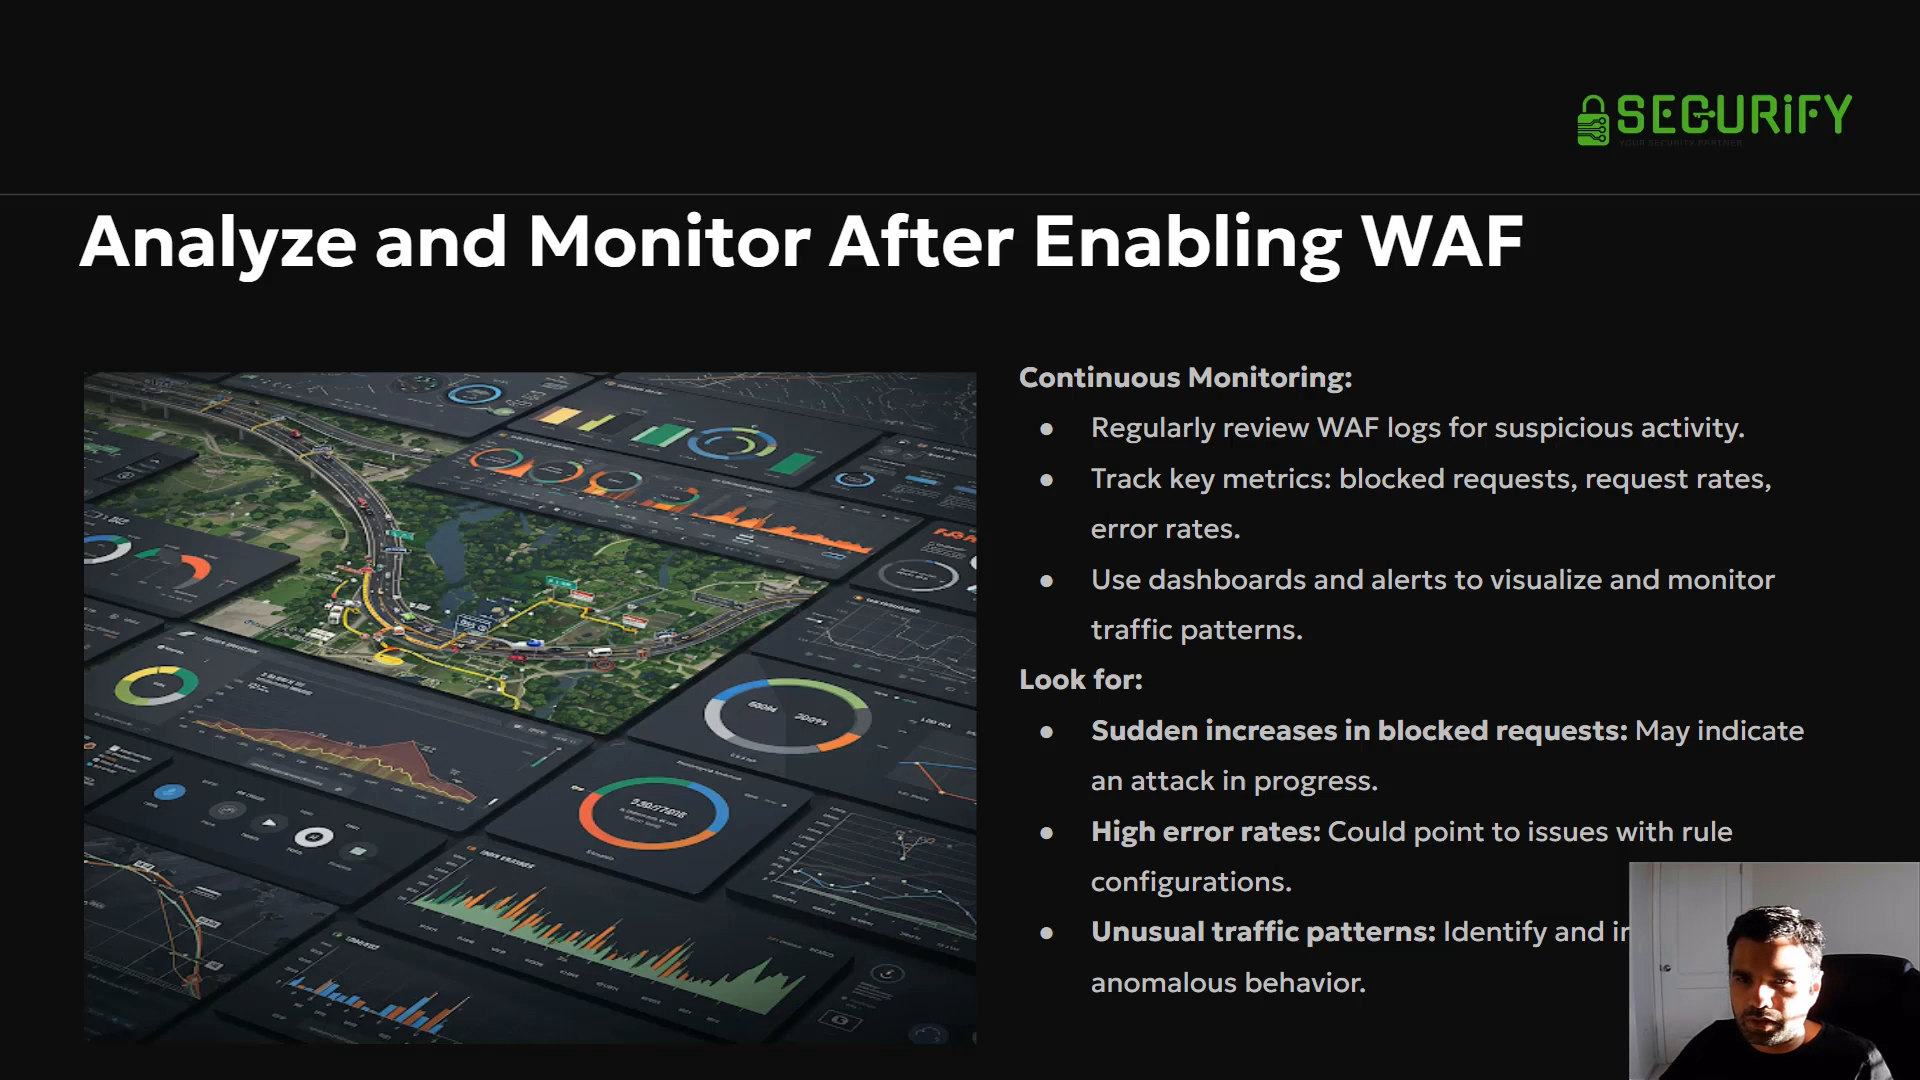 SECURiFY
YOUR SECURITY PARTNER
Analyze and Monitor After Enabling WAF
Continuous Monitoring:
● Regularly review WAF logs for suspicious activity.
● Track key metrics: blocked requests, request rates,
error rates.
● Use dashboards and alerts to visualize and monitor
traffic patterns.
Look for:
● Sudden increases in blocked requests: May indicate
an attack in progress.
● High error rates: Could point to issues with rule
configurations.
● Unusual traffic patterns: Identify and
anomalous behavior.